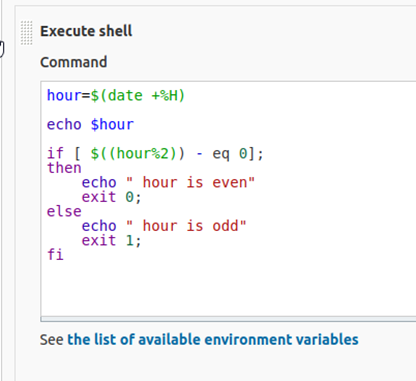 Execute shell
Command
hour=$(date +%H)
echo $hour
if [ $((hour%2)) - eq 0];
then
echo " hour is even"
exit 0;
else
echo " hour is odd"
exit 1;
fi
See the list of available environment variables